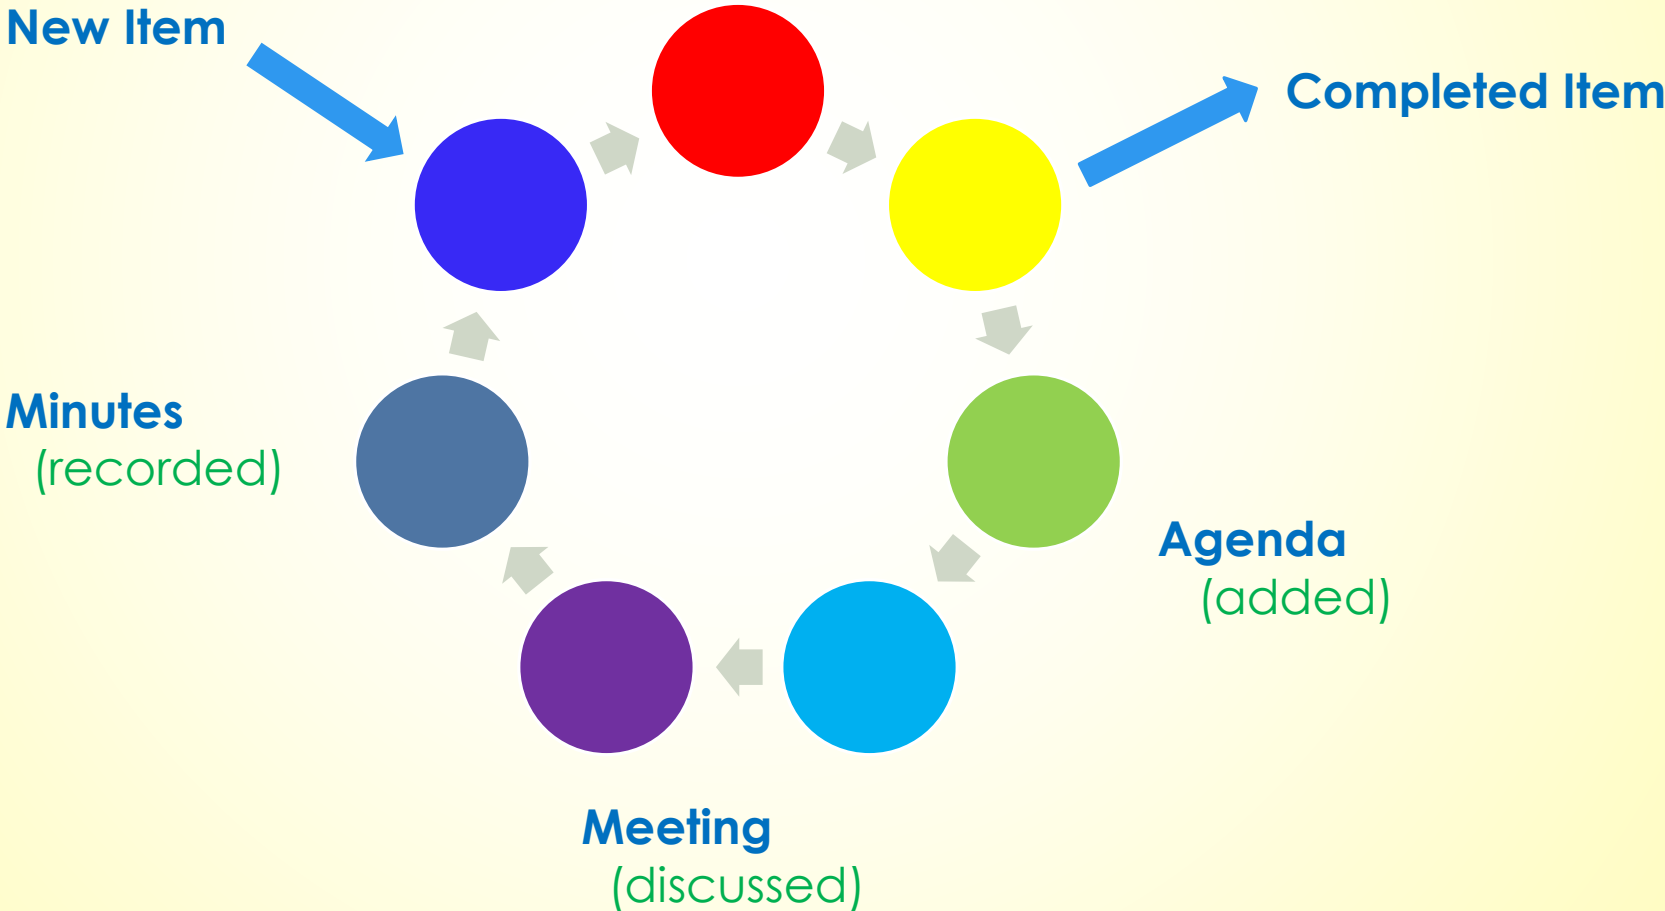 New Item
Completed Item
Minutes
(recorded)
Agenda
(added)
Meeting
(discussed)